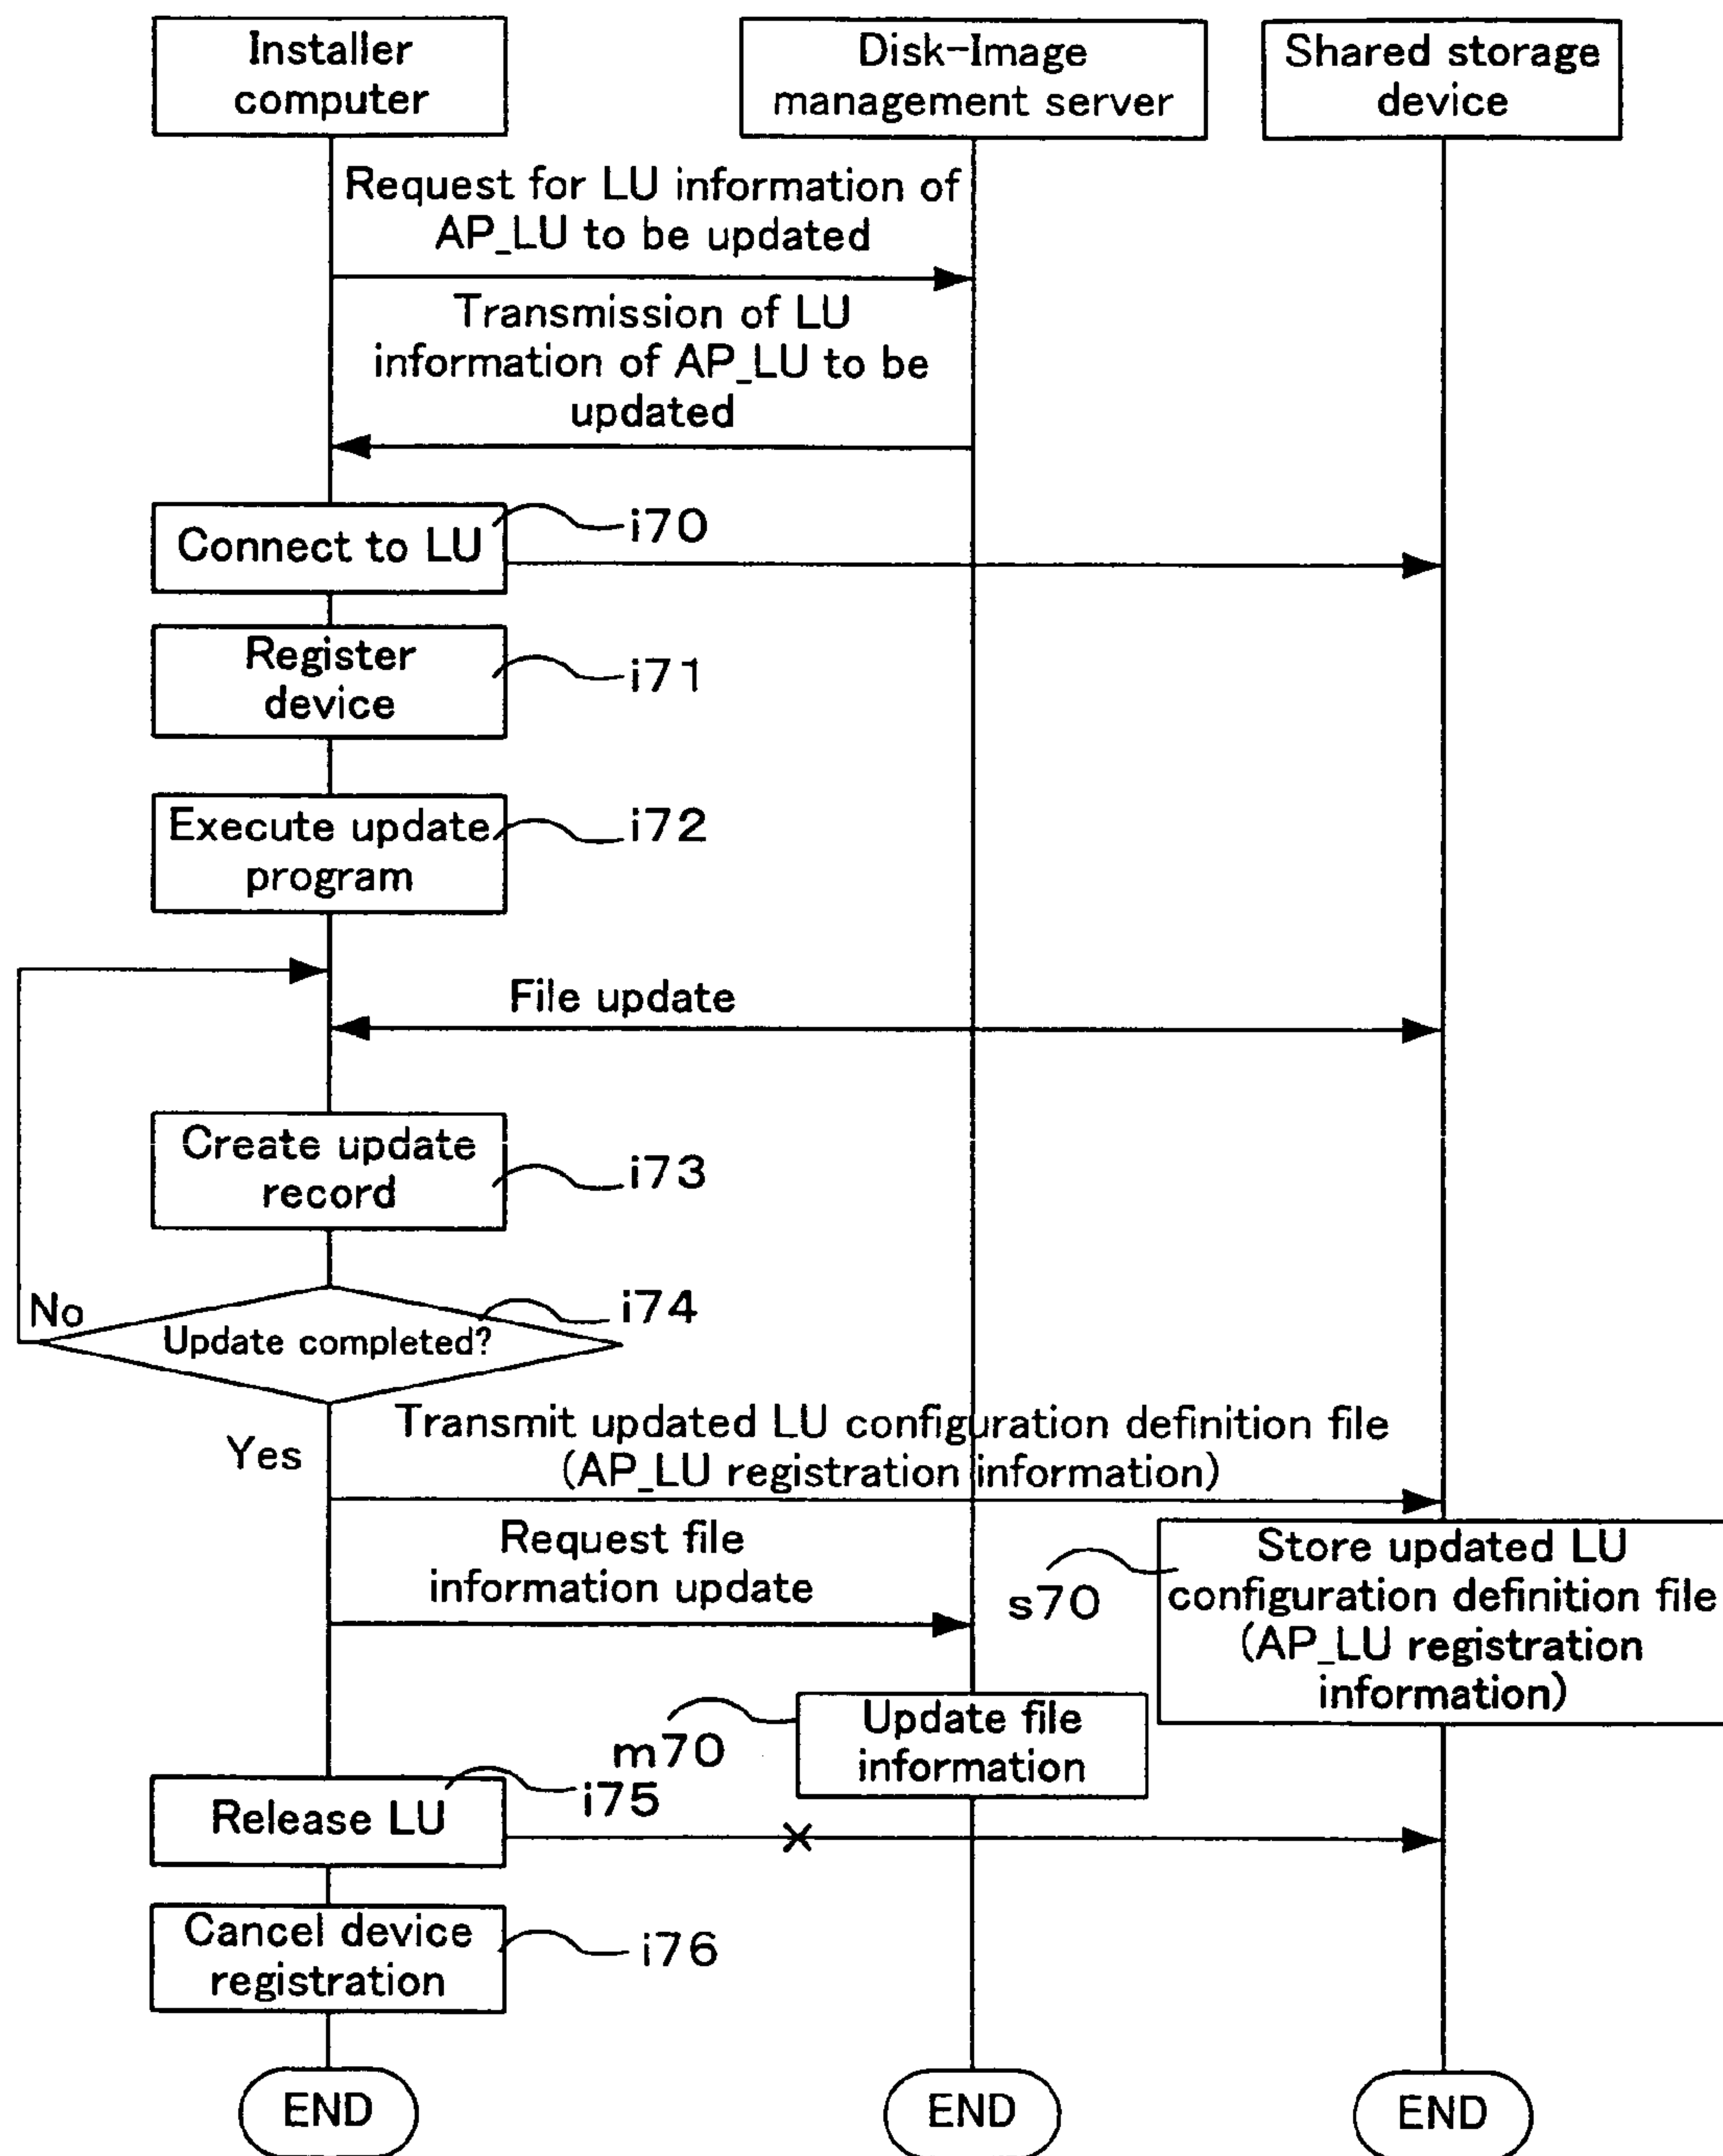 Installer
computer
Disk-Image
management server
Shared storage
device
Request for LU information of
AP_LU to be updated
Transmission of LU
information of AP_LU to be
updated
Connect to LU
i70
Register
device
i71
Execute update
program
i72
File update
Create update
record
i73
No
Update completed?
i74
Yes
Transmit updated LU configuration definition file
(AP_LU registration information)
Request file
information update
s70
Store updated LU
configuration definition file
(AP_LU registration
information)
m70
Update file
information
Release LU
i75
Cancel device
registration
i76
END
END
END